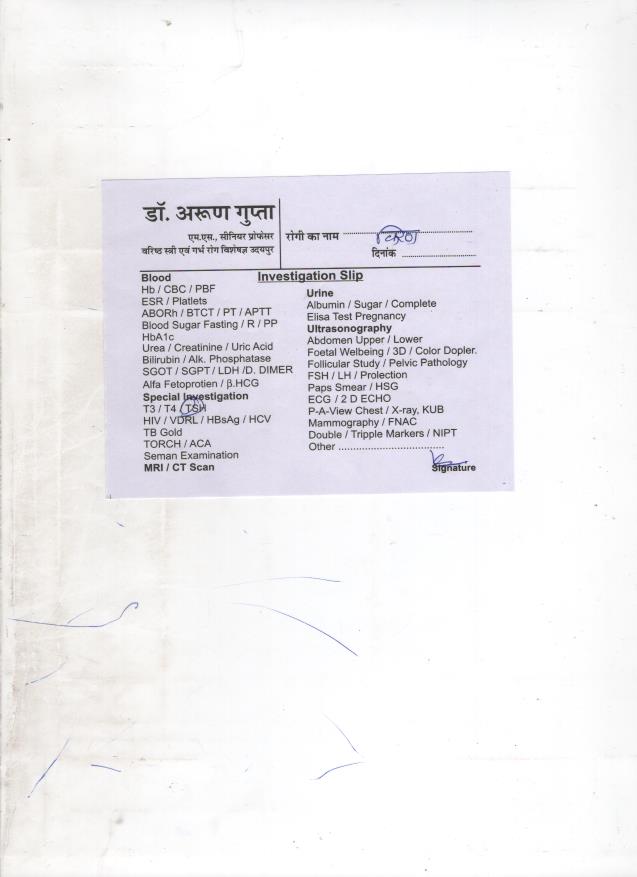 डॉ. अरूण गुप्ता
एम.एस., सीनियर प्रोफेसर
वरिष्ठ स्त्री एवं गर्भ रोग विशेषज्ञ उदयपुर
रोगी का नाम किरण
दिनांक
Investigation Slip
Blood
Hb / CBC / PBF
ESR / Platlets
ABORh / BTCT / PT / APTT
Blood Sugar Fasting / R / PP
HbA1c
Urea / Creatinine / Uric Acid
Bilirubin / Alk. Phosphatase
SGOT / SGPT / LDH /D. DIMER
Alfa Fetoprotien / β.HCG
Special Investigation
T3 / T4 / TSH
HIV / VDRL / HBsAg / HCV
TB Gold
TORCH / ACA
Seman Examination
MRI / CT Scan
Urine
Albumin / Sugar / Complete
Elisa Test Pregnancy
Ultrasonography
Abdomen Upper / Lower
Foetal Welbeing / 3D / Color Dopler.
Follicular Study / Pelvic Pathology
FSH / LH / Prolection
Paps Smear / HSG
ECG / 2 D ECHO
P-A-View Chest / X-ray, KUB
Mammography / FNAC
Double / Tripple Markers / NIPT
Other ..................................
Signature